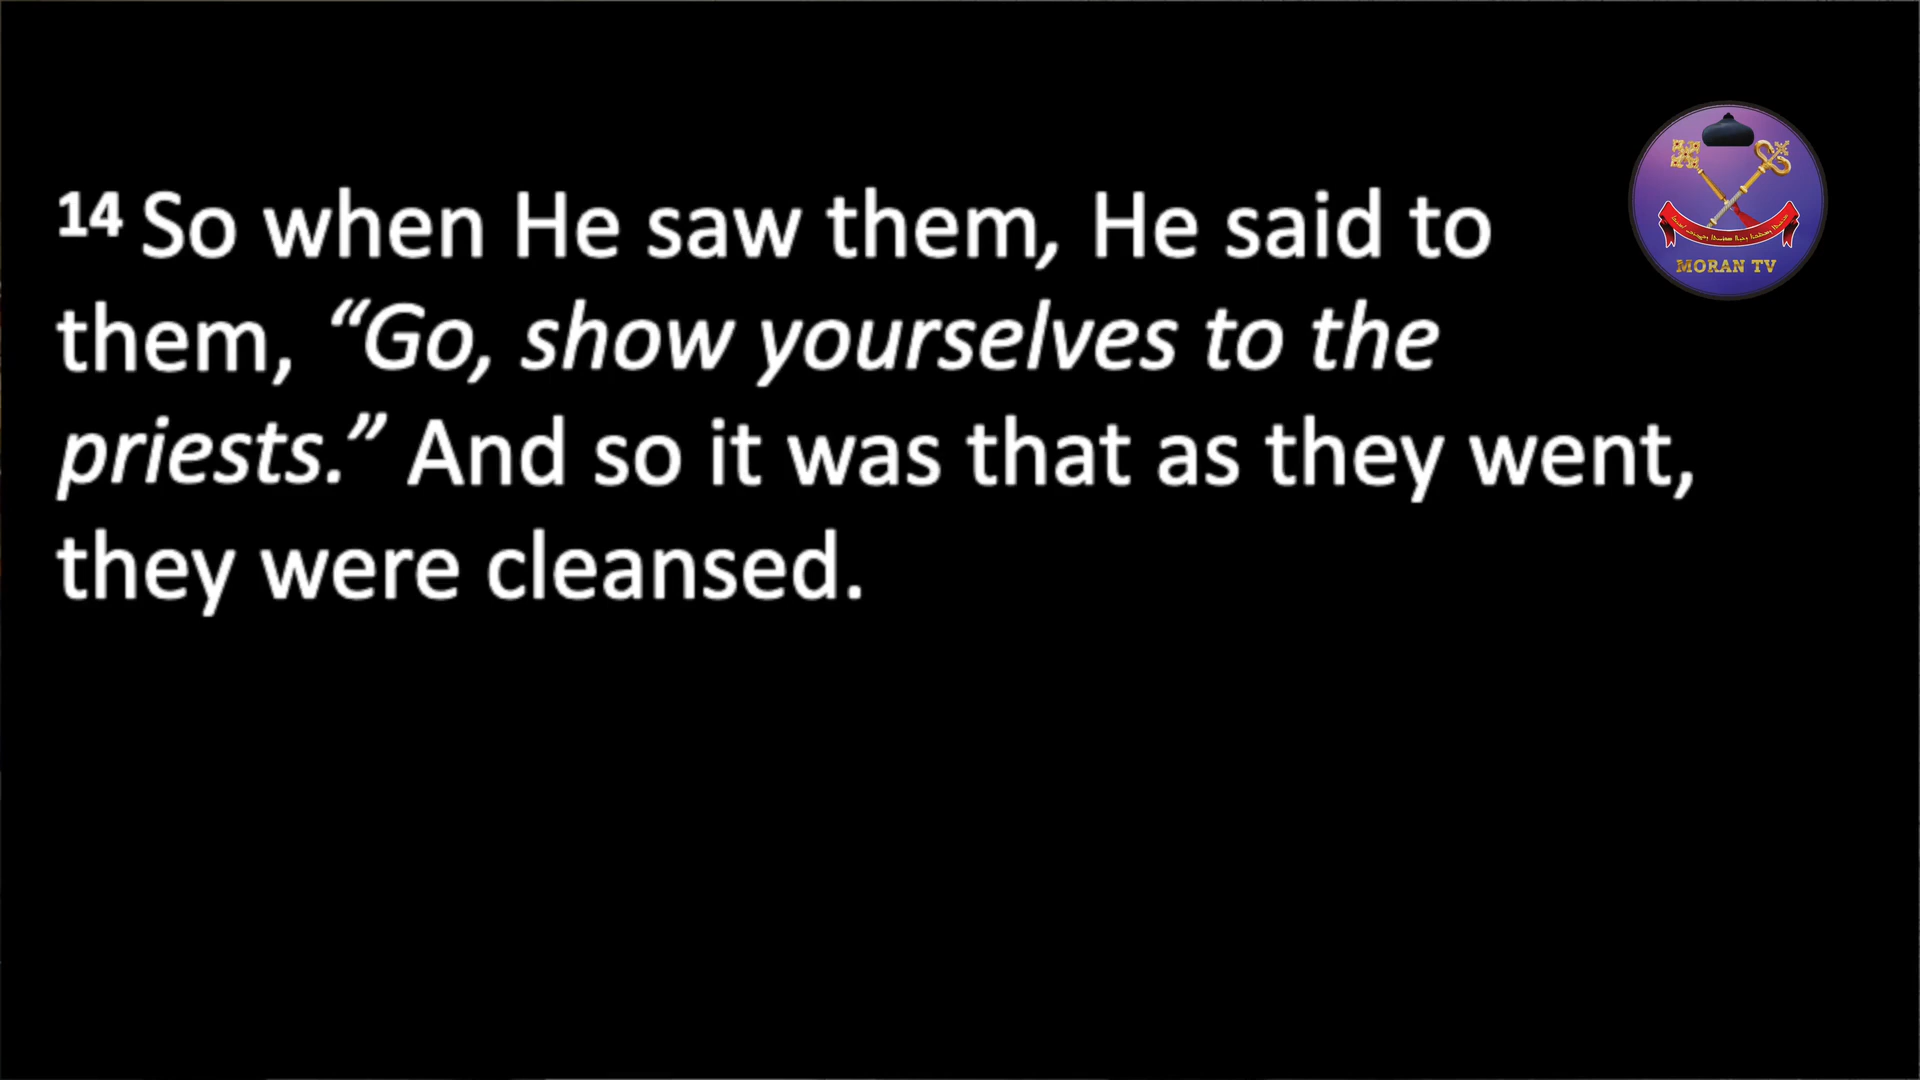 14 So when He saw them, He said to
them, “Go, show yourselves to the
priests.” And so it was that as they went,
they were cleansed.
MORAN TV